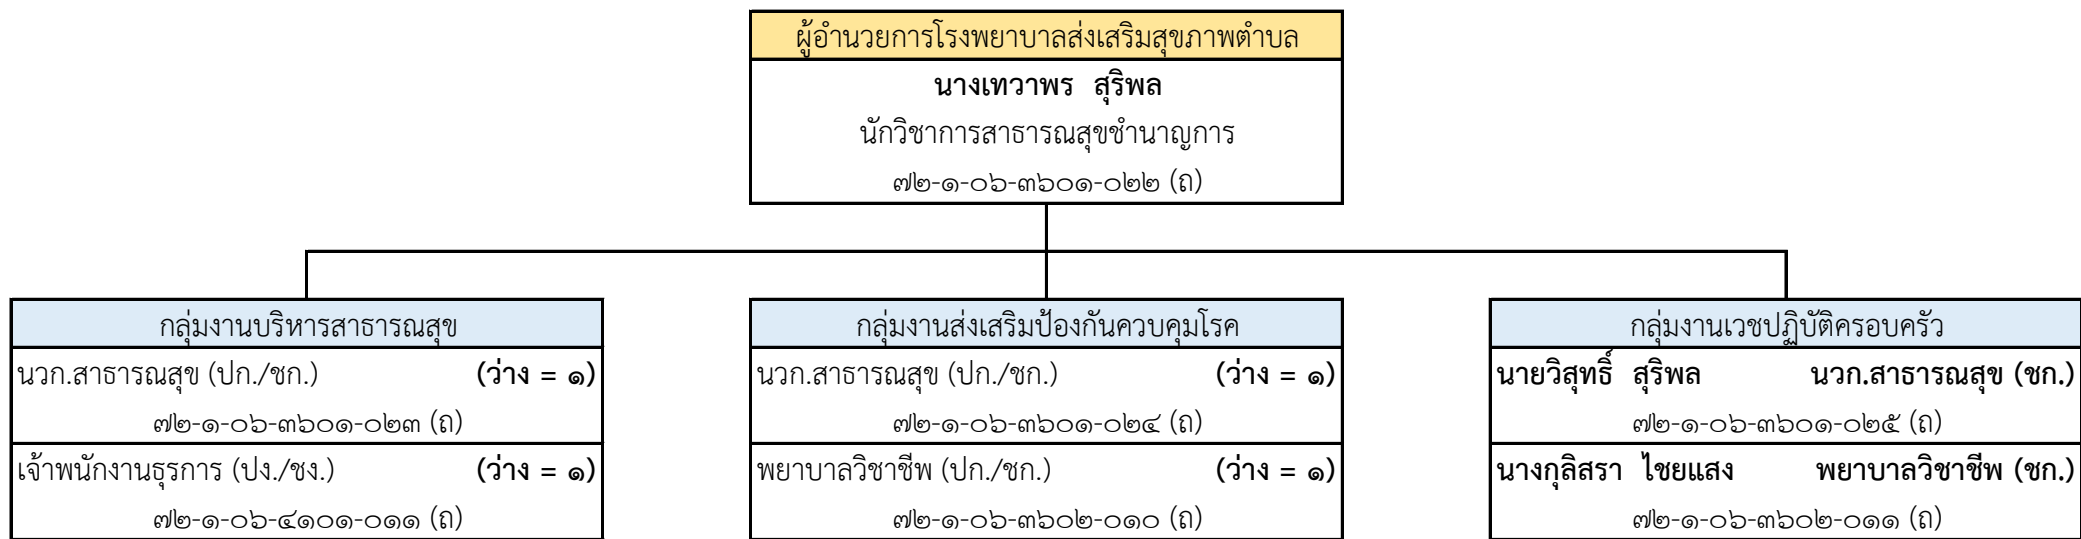 ผู้อำนวยการโรงพยาบาลส่งเสริมสุขภาพตำบล
นางเทวาพร สุริพล
นักวิชาการสาธารณสุขชำนาญการ
๗๒-๑-๐๖-๓๖๐๑-๐๒๒ (ถ)
กลุ่มงานบริหารสาธารณสุข
นวก.สาธารณสุข (ปก./ชก.) (ว่าง = ๑)
๗๒-๑-๐๖-๓๖๐๑-๐๒๓ (ถ)
เจ้าพนักงานธุรการ (ปง./ชง.) (ว่าง = ๑)
๗๒-๑-๐๖-๔๑๐๑-๐๑๑ (ถ)
กลุ่มงานส่งเสริมป้องกันควบคุมโรค
นวก.สาธารณสุข (ปก./ชก.) (ว่าง = ๑)
๗๒-๑-๐๖-๓๖๐๑-๐๒๔ (ถ)
พยาบาลวิชาชีพ (ปก./ชก.) (ว่าง = ๑)
๗๒-๑-๐๖-๓๖๐๒-๐๑๐ (ถ)
กลุ่มงานเวชปฏิบัติครอบครัว
นายวิสุทธิ์ สุริพล นวก.สาธารณสุข (ชก.)
๗๒-๑-๐๖-๓๖๐๑-๐๒๕ (ถ)
นางกุลิสรา ไชยแสง พยาบาลวิชาชีพ (ชก.)
๗๒-๑-๐๖-๓๖๐๒-๐๑๑ (ถ)